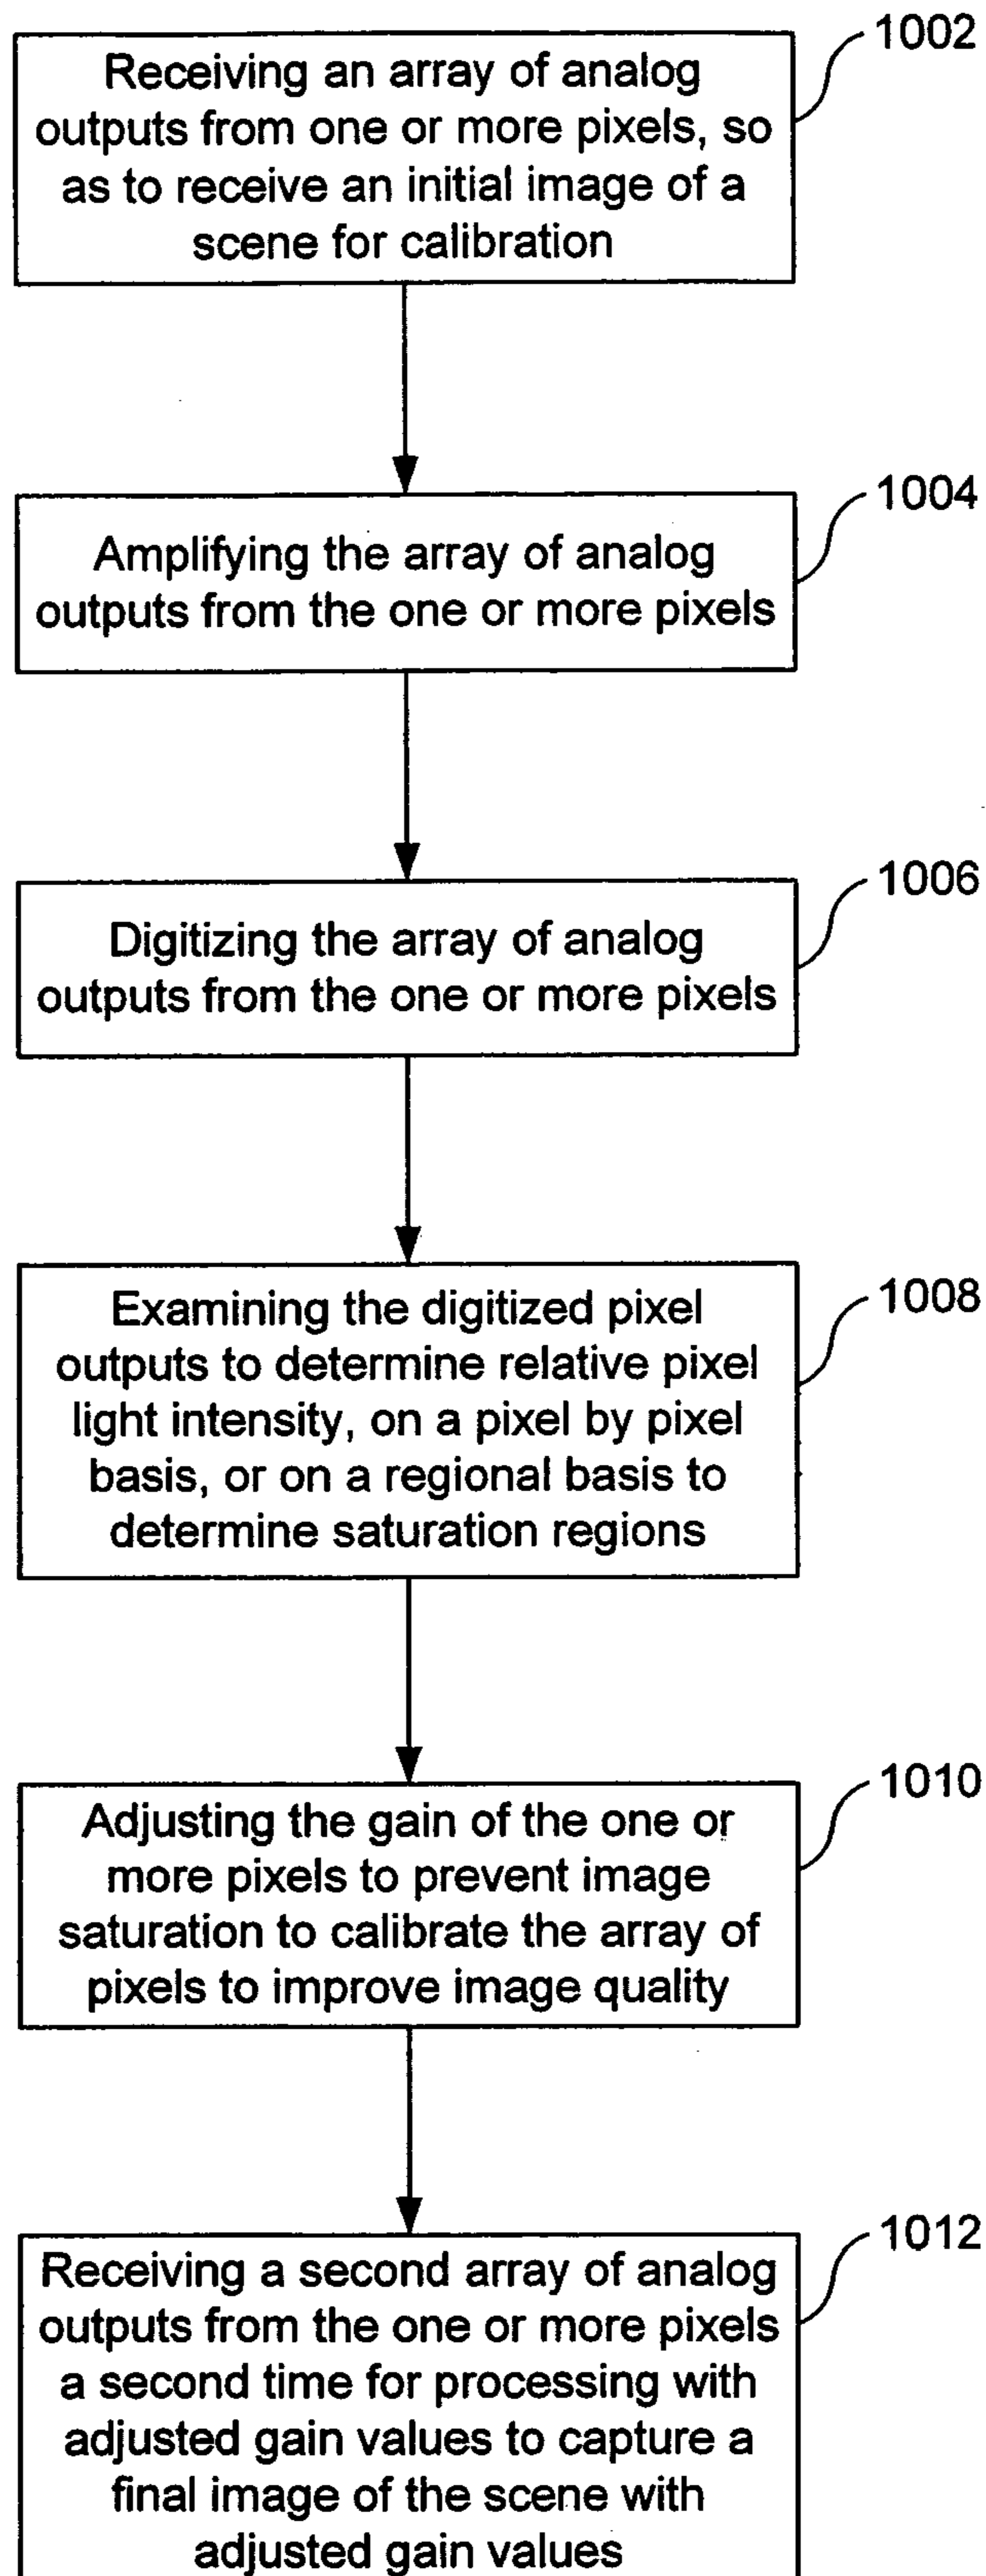 1002
Receiving an array of analog
outputs from one or more pixels, so
as to receive an initial image of a
scene for calibration
1004
Amplifying the array of analog
outputs from the one or more pixels
1006
Digitizing the array of analog
outputs from the one or more pixels
1008
Examining the digitized pixel
outputs to determine relative pixel
light intensity, on a pixel by pixel
basis, or on a regional basis to
determine saturation regions
1010
Adjusting the gain of the one or
more pixels to prevent image
saturation to calibrate the array of
pixels to improve image quality
1012
Receiving a second array of analog
outputs from the one or more pixels
a second time for processing with
adjusted gain values to capture a
final image of the scene with
adjusted gain values